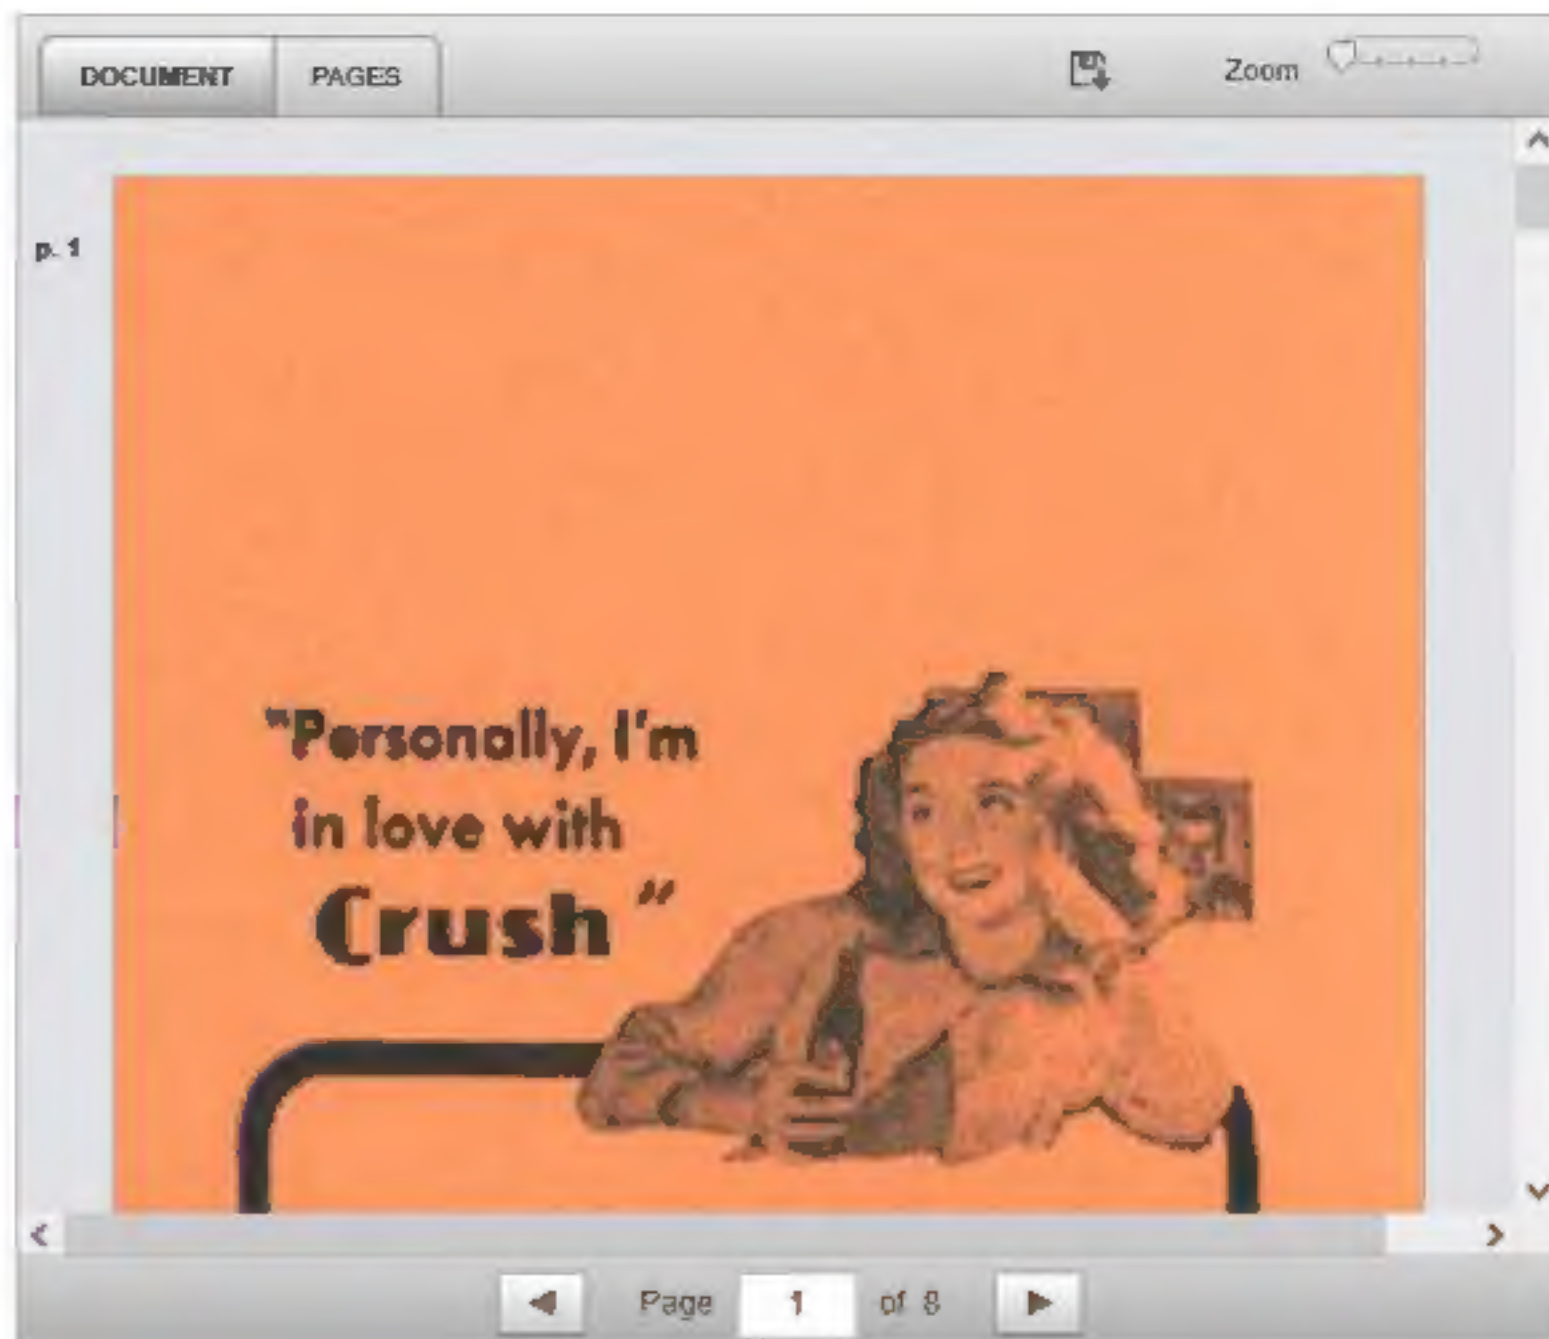 DOCUMENT PAGES Zoom
p. 1
"Personally, I'm
in love with
Crush"
Page 1 of 8